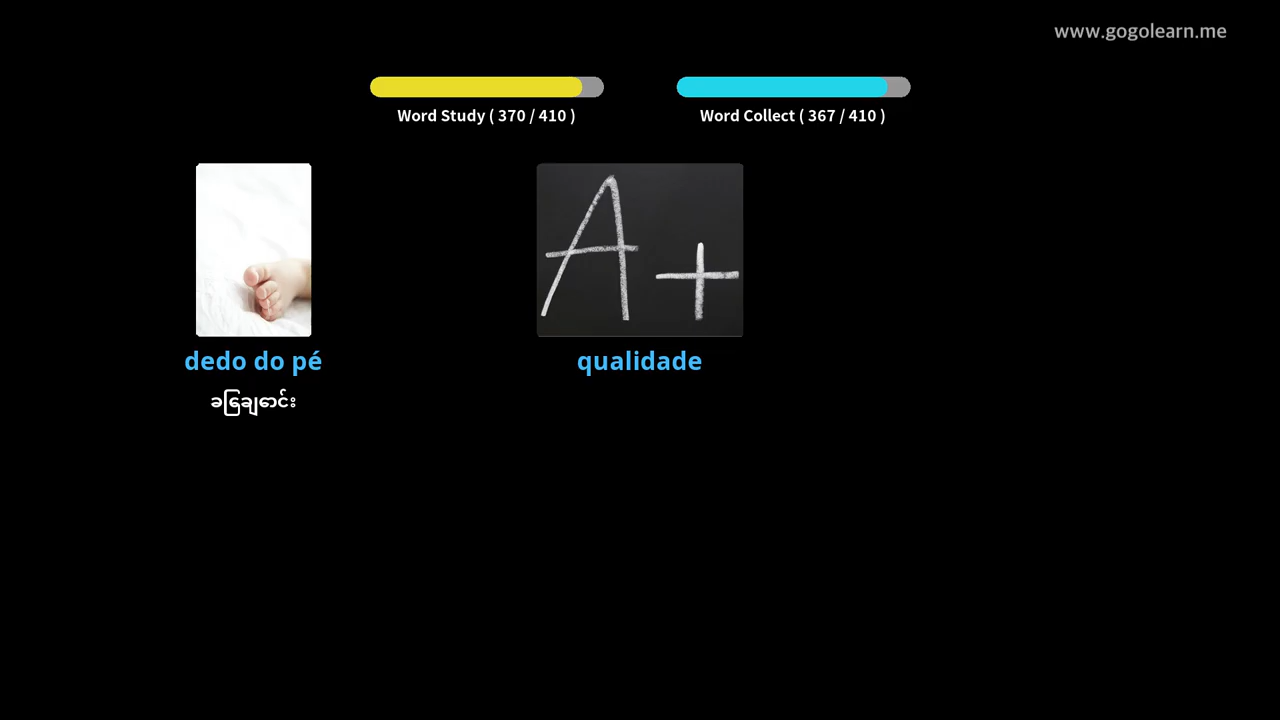 www.gogolearn.me
Word Study ( 370 / 410 )
Word Collect ( 367 / 410 )
A+
dedo do pé
qualidade
ခြေချောင်း